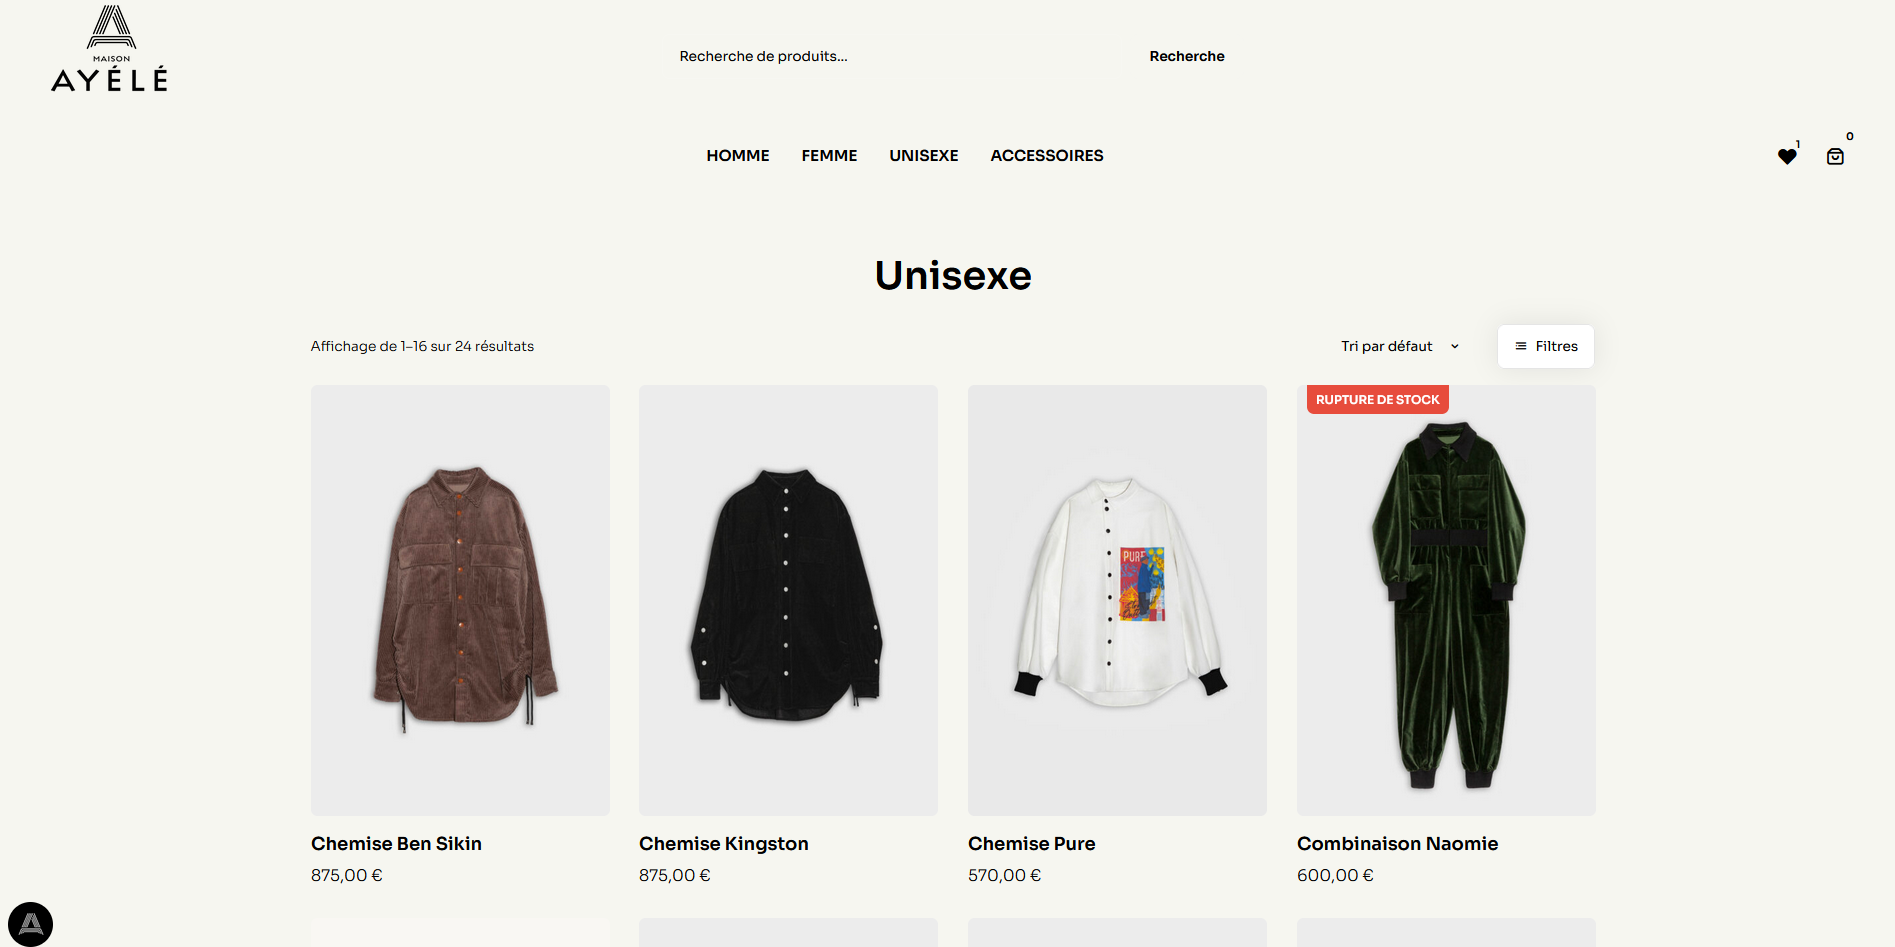 MAISON
AYÉLÉ
Recherche de produits...
Recherche
HOMME
FEMME
UNISEXE
ACCESSOIRES
1
0
Unisexe
Affichage de 1–16 sur 24 résultats
Tri par défaut
Filtres
RUPTURE DE STOCK
PURE
Chemise Ben Sikin
875,00 €
Chemise Kingston
875,00 €
Chemise Pure
570,00 €
Combinaison Naomie
600,00 €